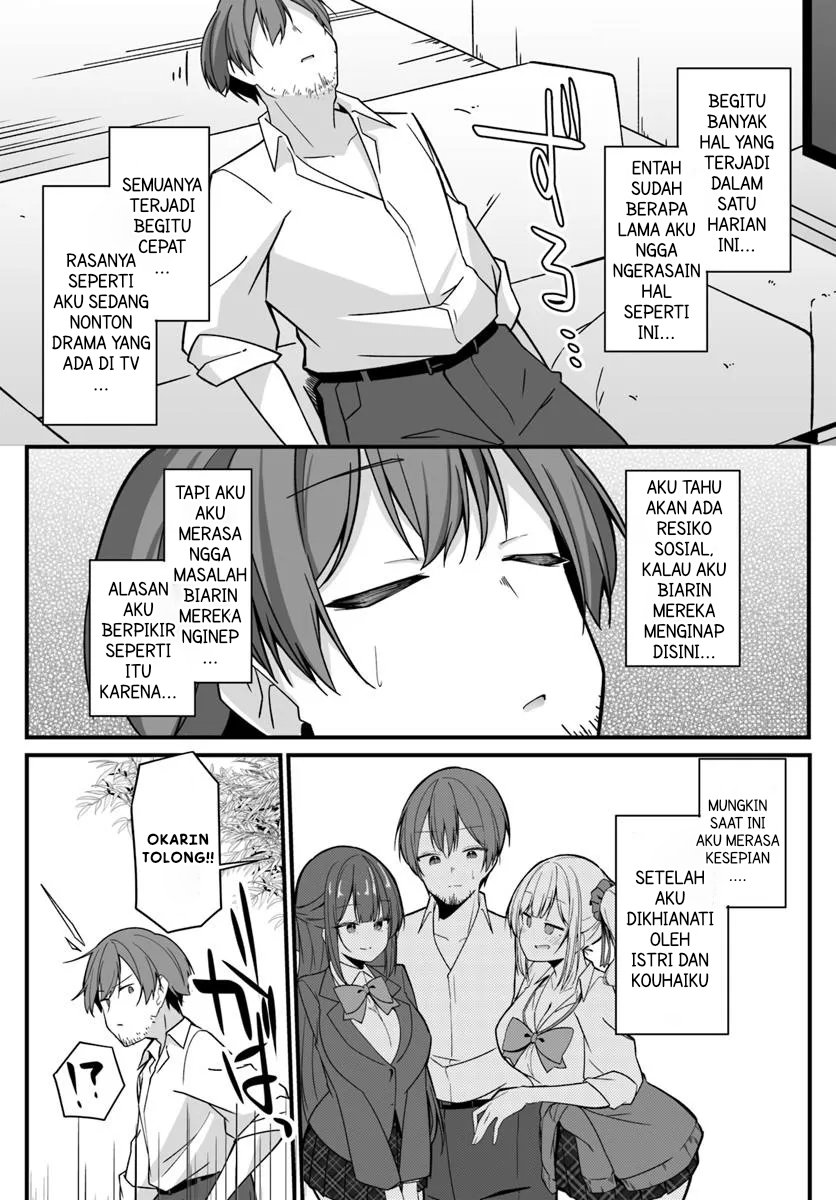 BEGITU
BANYAK
HAL YANG
TERJADI
DALAM
SATU
HARIAN
INI...
ENTAH
SUDAH
BERAPA
LAMA AKU
NGGA
NGERASAIN
HAL
SEPERTI
INI...
SEMUANYA
TERJADI
BEGITU
CEPAT
...
RASANYA
SEPERTI
AKU SEDANG
NONTON
DRAMA YANG
ADA DI TV
...
AKU TAHU
AKAN ADA
RESIKO
SOSIAL,
KALAU AKU
BIARIN
MEREKA
MENGINAP
DISINI...
TAPI AKU
AKU
MERASA
NGGA
MASALAH
BIARIN
MEREKA
NGINEP
...
ALASAN
AKU
BERPIKIR
SEPERTI
ITU
KARENA...
MUNGKIN
SAAT INI
AKU MERASA
KESEPIAN
....
SETELAH
AKU
DIKHIANATI
OLEH
ISTRI DAN
KOUHAIKU
OKARIN
TOLONG!!
!?
がばっ